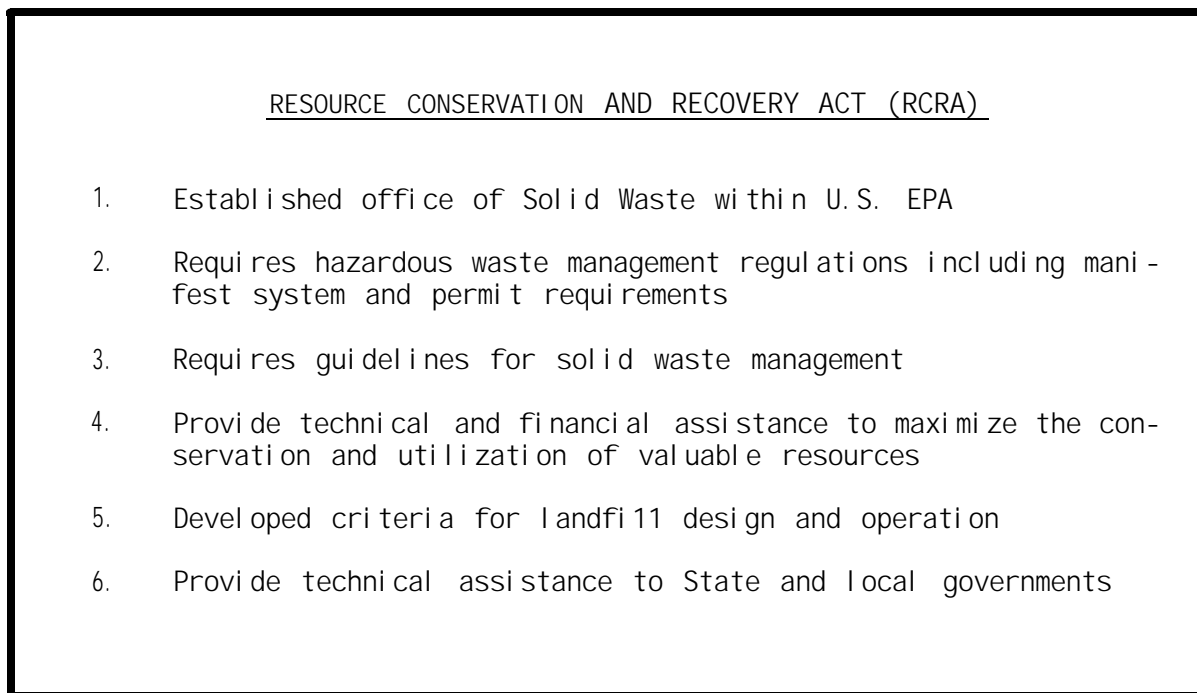 RESOURCE CONSERVATION AND RECOVERY ACT (RCRA)
1. Established office of Solid Waste within U.S. EPA
2. Requires hazardous waste management regulations including mani-
fest system and permit requirements
3. Requires guidelines for solid waste management
4. Provide technical and financial assistance to maximize the con-
servation and utilization of valuable resources
5. Developed criteria for landfi11 design and operation
6. Provide technical assistance to State and local governments